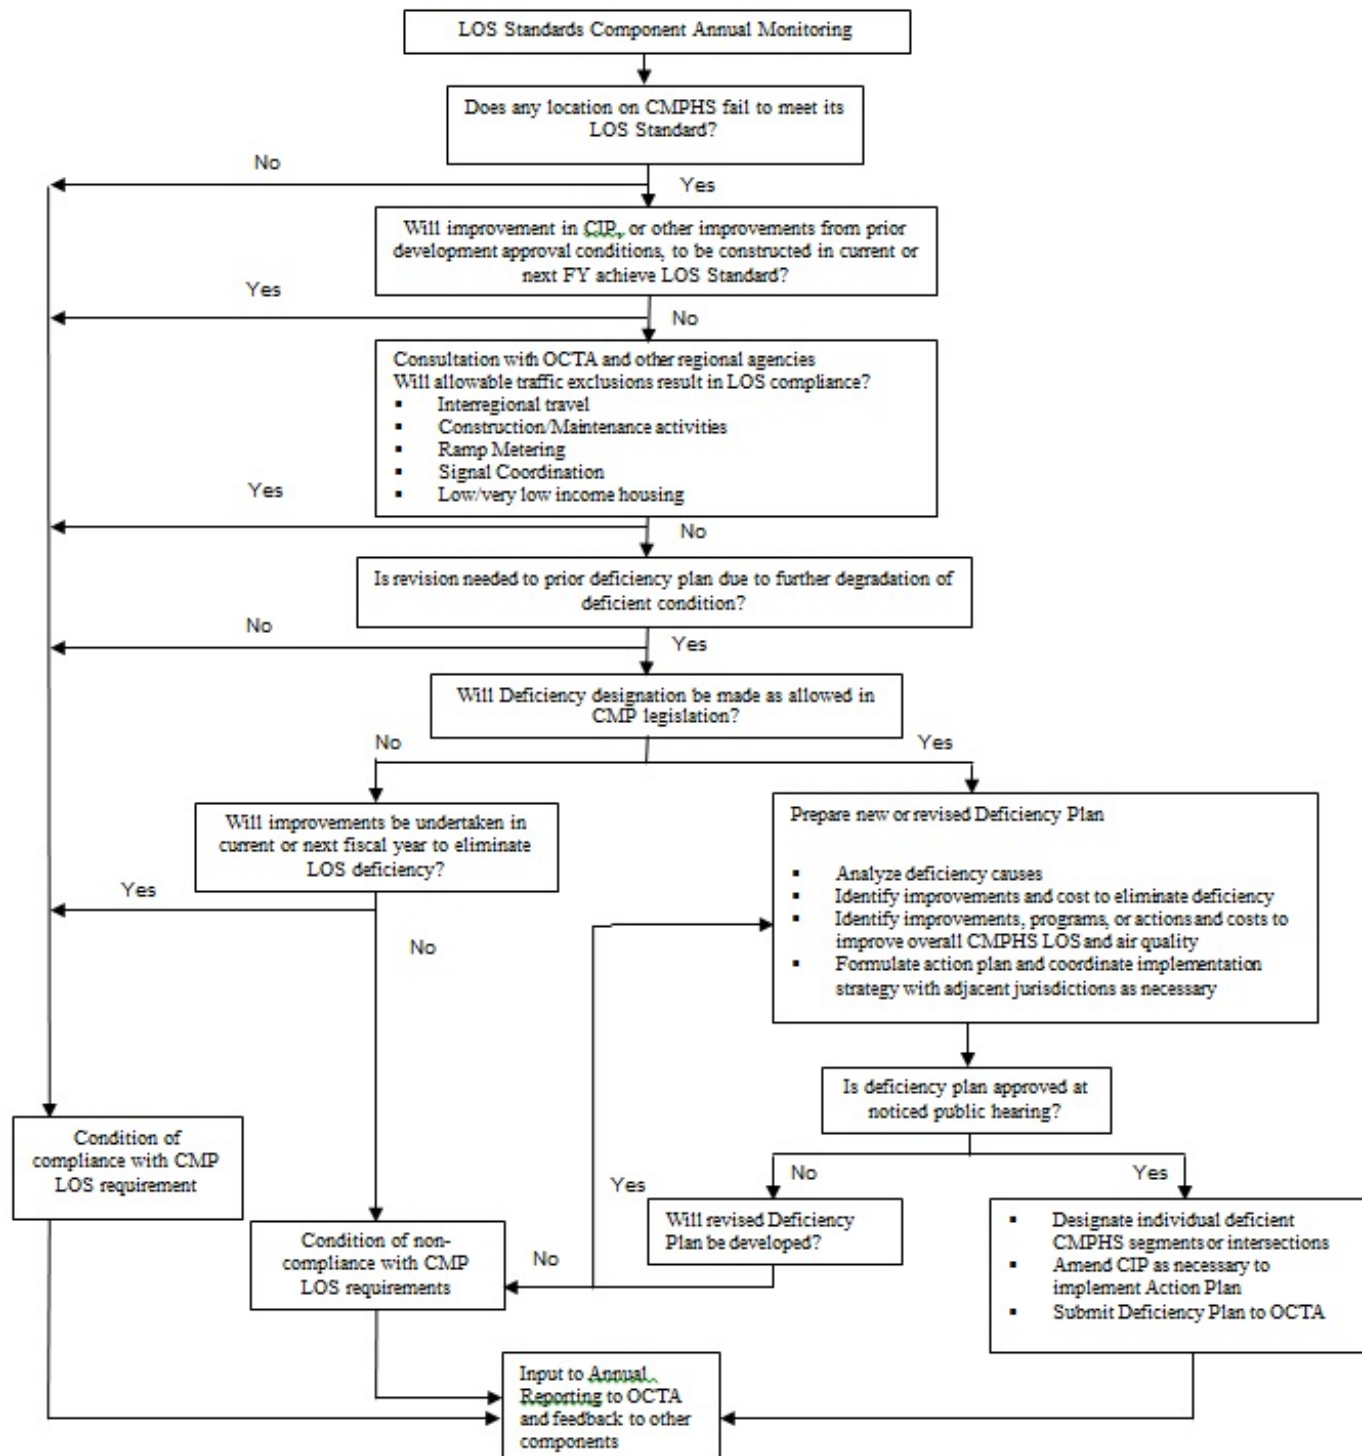 LOS Standards Component Annual Monitoring
Does any location on CMPHS fail to meet its
LOS Standard?
No
Yes
Will improvement in CIP, or other improvements from prior
development approval conditions, to be constructed in current or
next FY achieve LOS Standard?
Yes
No
Consultation with OCTA and other regional agencies
Will allowable traffic exclusions result in LOS compliance?
▪ Interregional travel
▪ Construction/Maintenance activities
▪ Ramp Metering
▪ Signal Coordination
▪ Low/very low income housing
Yes
No
Is revision needed to prior deficiency plan due to further degradation of
deficient condition?
No
Yes
Will Deficiency designation be made as allowed in
CMP legislation?
No
Yes
Will improvements be undertaken in
current or next fiscal year to eliminate
LOS deficiency?
Yes
No
Prepare new or revised Deficiency Plan
▪ Analyze deficiency causes
▪ Identify improvements and cost to eliminate deficiency
▪ Identify improvements, programs, or actions and costs to
improve overall CMPHS LOS and air quality
▪ Formulate action plan and coordinate implementation
strategy with adjacent jurisdictions as necessary
Is deficiency plan approved at
noticed public hearing?
No
Yes
Condition of
compliance with CMP
LOS requirement
Yes
Will revised Deficiency
Plan be developed?
No
Condition of non-
compliance with CMP
LOS requirements
▪ Designate individual deficient
CMPHS segments or intersections
▪ Amend CIP as necessary to
implement Action Plan
▪ Submit Deficiency Plan to OCTA
Input to Annual
Reporting to OCTA
and feedback to other
components